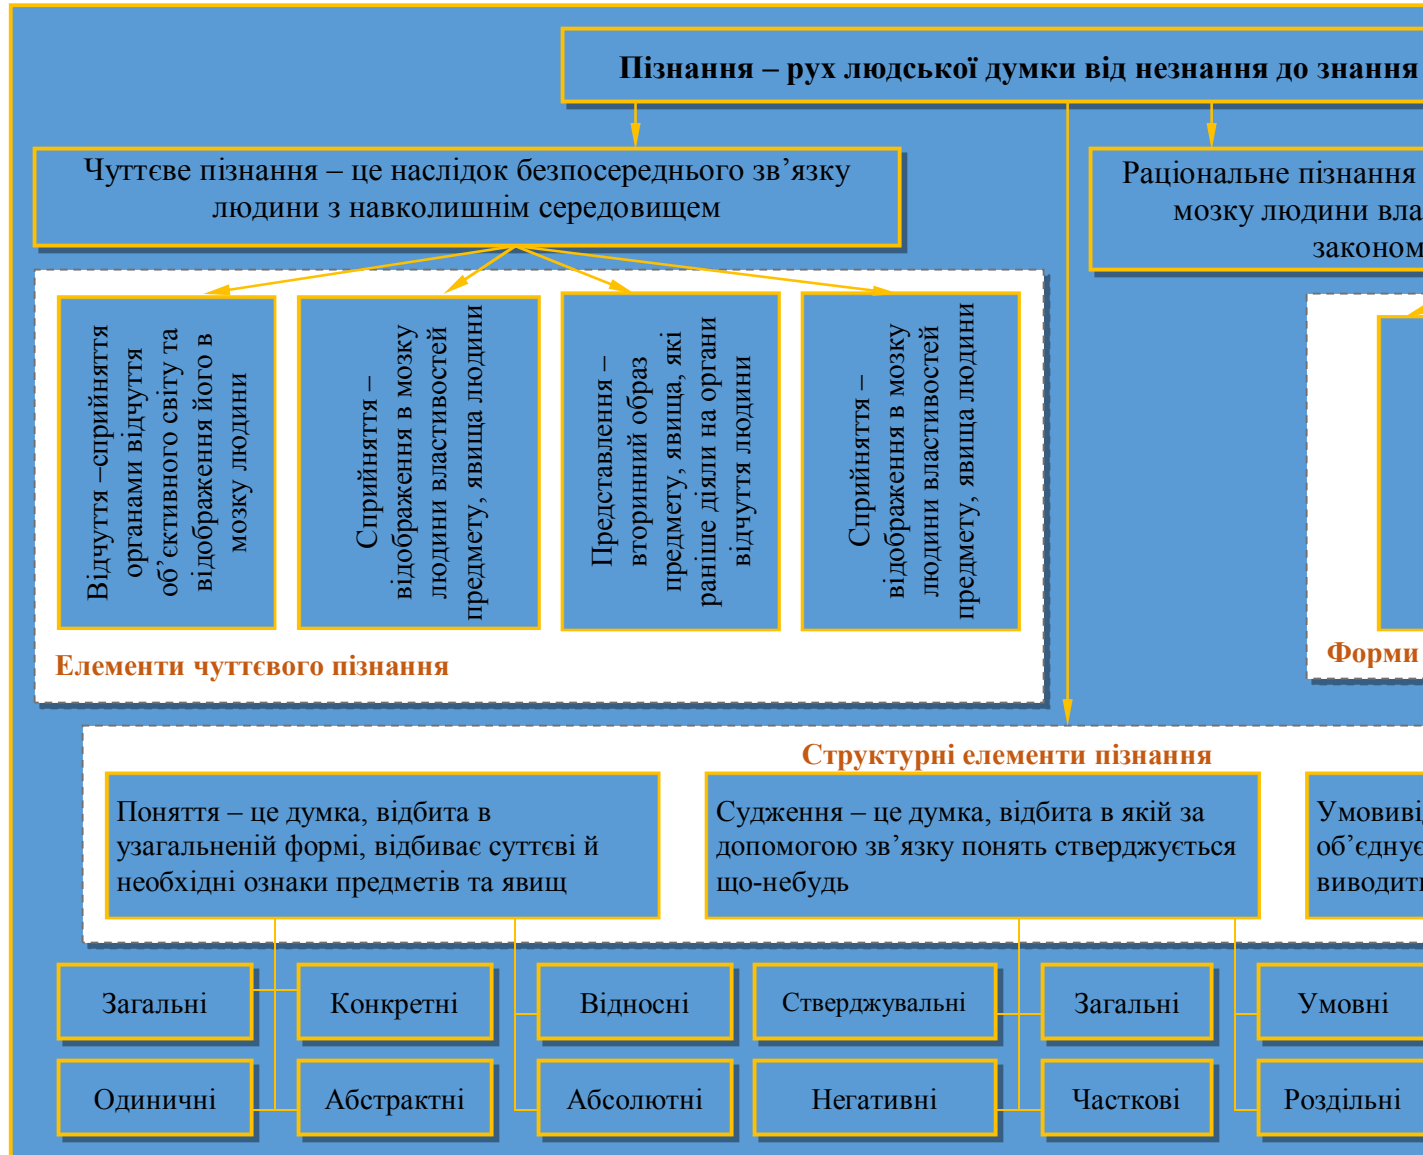 Пізнання – рух людської думки від незнання до знання
Чуттєве пізнання – це наслідок безпосереднього зв’язку
людини з навколишнім середовищем
Раціональне пізнання
мозку людини
Відчуття –сприйняття
органами відчуття
об’єктивного світу та
відображення його в
мозку людини
Сприйняття –
відображення в мозку
людини властивостей
предмету, явища людини
Представлення –
вторинний образ
предмету, явища, які
раніше діяли на органи
відчуття людини
Сприйняття –
відображення в мозку
людини властивостей
предмету, явища людини
Елементи чуттєвого пізнання
Форми
Структурні елементи пізнання
Поняття – це думка, відбита в
узагальненій формі, відбиває суттєві й
необхідні ознаки предметів та явищ
Судження – це думка, відбита в якій за
допомогою зв’язку понять стверджується
що-небудь
об’єднує
Загальні
Конкретні
Відносні
Стверджувальні
Загальні
Умовні
Одиничні
Абстрактні
Абсолютні
Негативні
Часткові
Роздільні